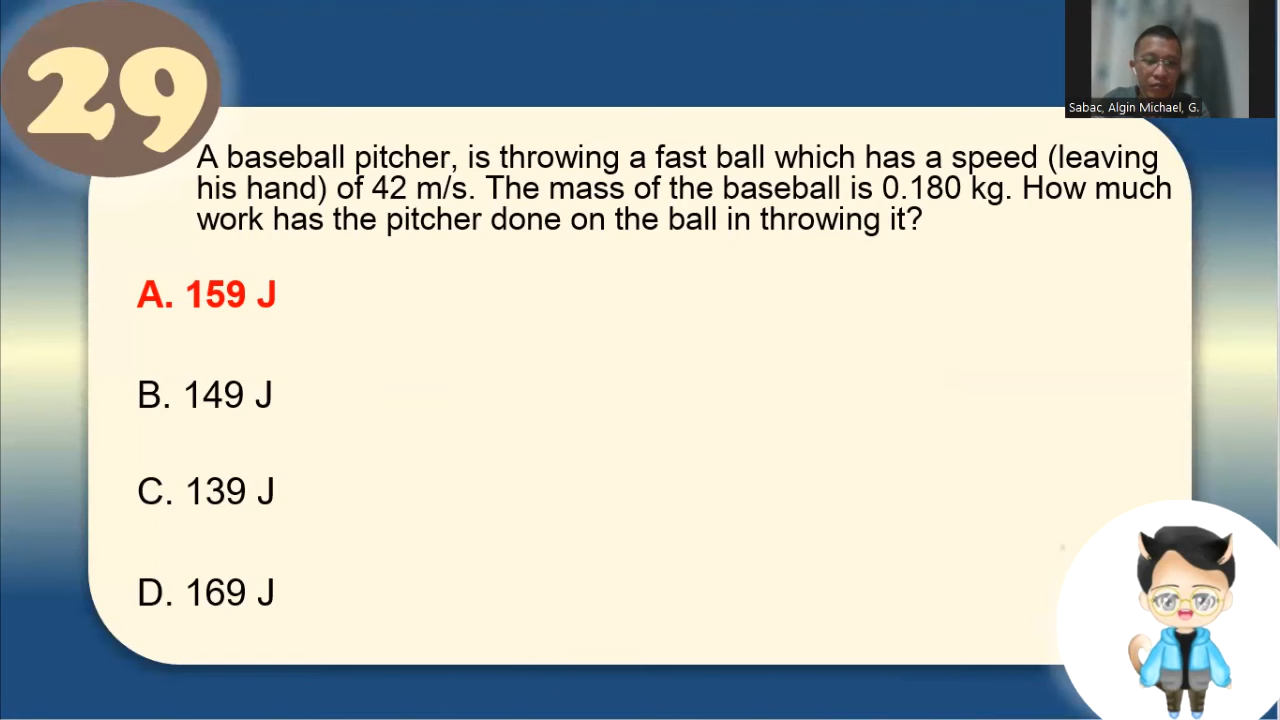 29
Sabac, Algin Michael, G.
A baseball pitcher, is throwing a fast ball which has a speed (leaving
his hand) of 42 m/s. The mass of the baseball is 0.180 kg. How much
work has the pitcher done on the ball in throwing it?
A. 159 J
B. 149 J
C. 139 J
D. 169 J